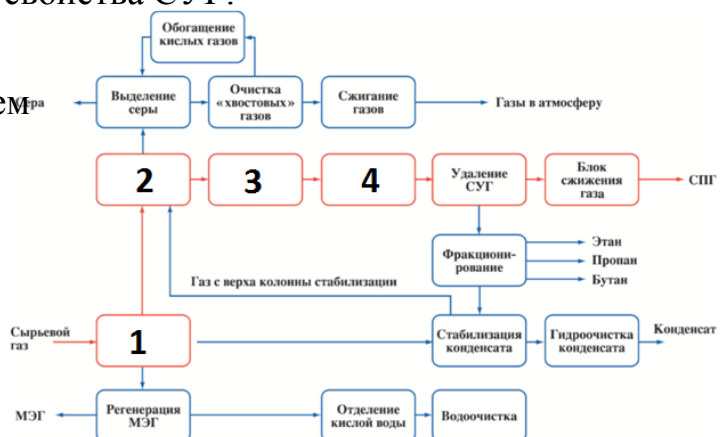 Обогащение
кислых газов
ем
Сера
Выделение
серы
Очистка
«хвостовых»
газов
Сжигание
газов
Газы в атмосферу
2
3
4
Удаление
СУГ
Блок
сжижения
газа
СПГ
Фракциони-
рование
Этан
Пропан
Бутан
Газ с верха колонны стабилизации
Сырьевой
газ
1
Стабилизация
конденсата
Гидроочистка
конденсата
Конденсат
МЭГ
Регенерация
МЭГ
Отделение
кислой воды
Водоочистка